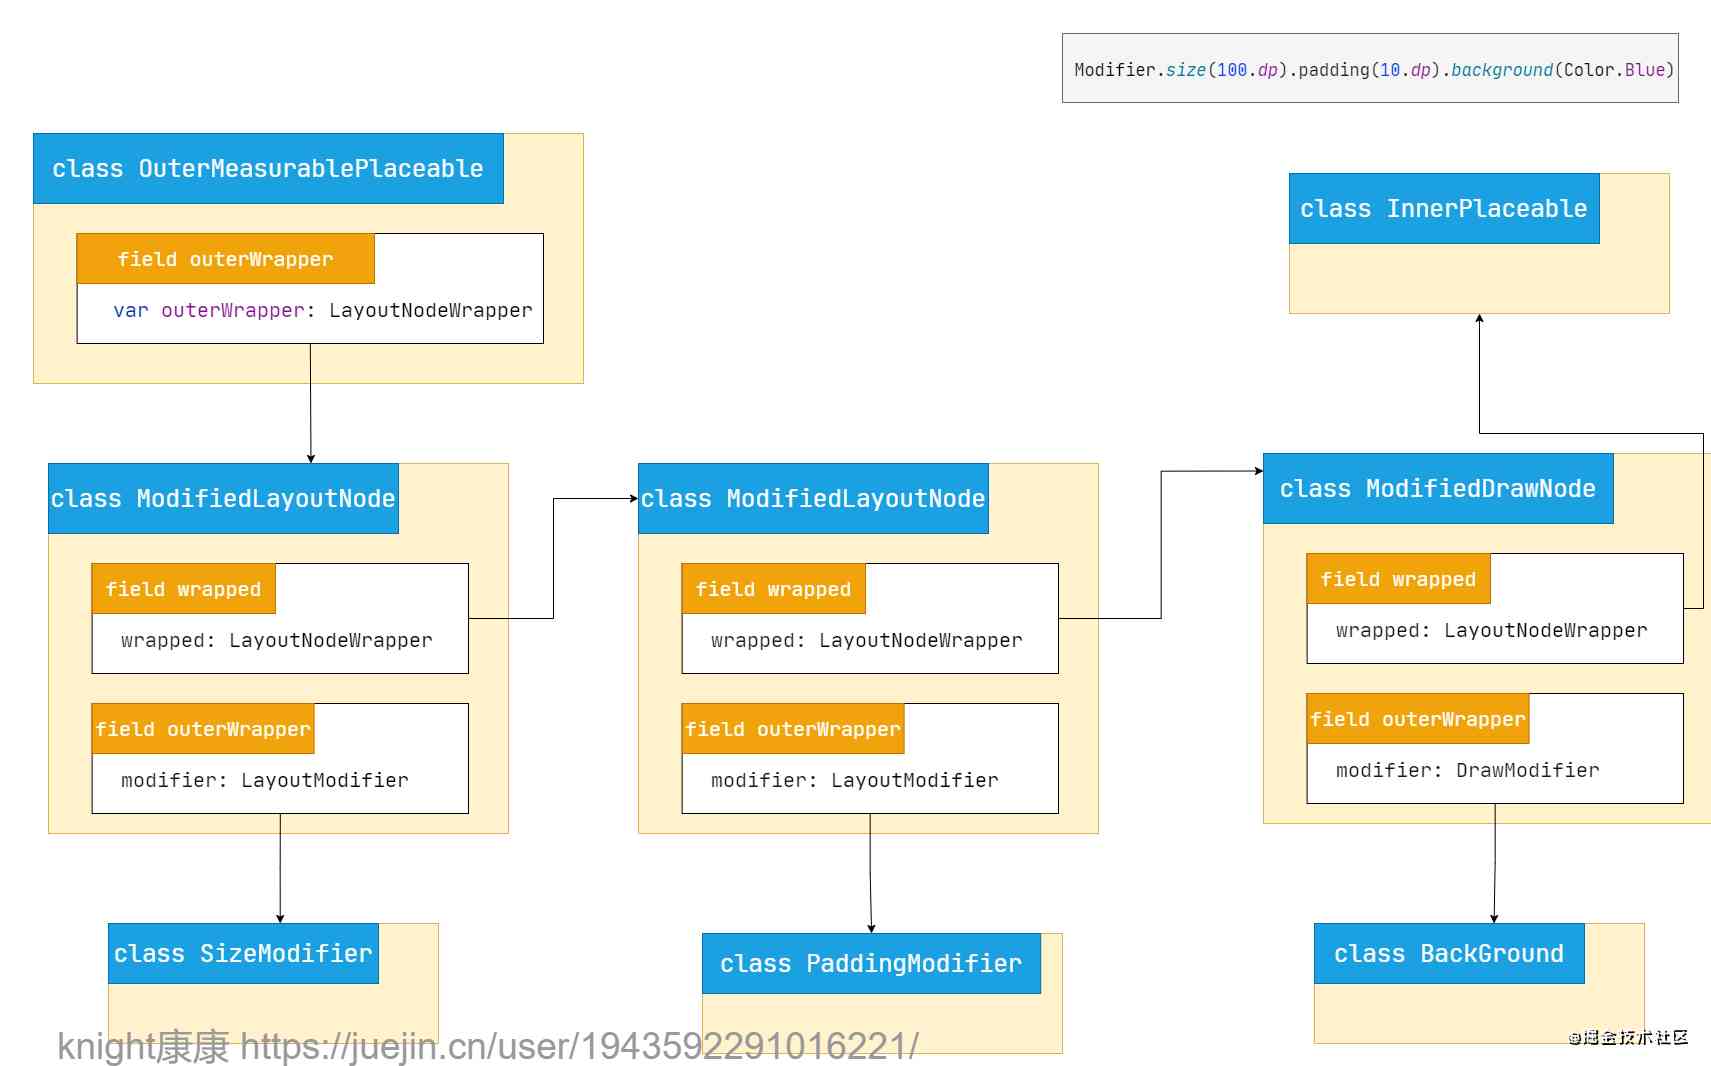 Modifier.size(100.dp).padding(10.dp).background(Color.Blue)
class OuterMeasurablePlaceable
field outerWrapper
var outerWrapper: LayoutNodeWrapper
class InnerPlaceable
class ModifiedLayoutNode
field wrapped
wrapped: LayoutNodeWrapper
field outerWrapper
modifier: LayoutModifier
class ModifiedLayoutNode
field wrapped
wrapped: LayoutNodeWrapper
field outerWrapper
modifier: LayoutModifier
class ModifiedDrawNode
field wrapped
wrapped: LayoutNodeWrapper
field outerWrapper
modifier: DrawModifier
class SizeModifier
class PaddingModifier
class BackGround
knight康康 https://juejin.cn/user/1943592291016221/
@掘金技术社区